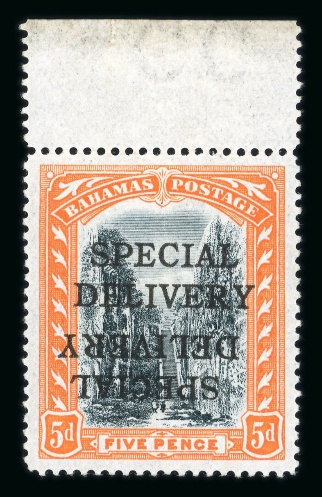 BAHAMAS POSTAGE
SPECIAL
DELIVERY
DELIVERY
SPECIAL
5d FIVE PENCE 5d